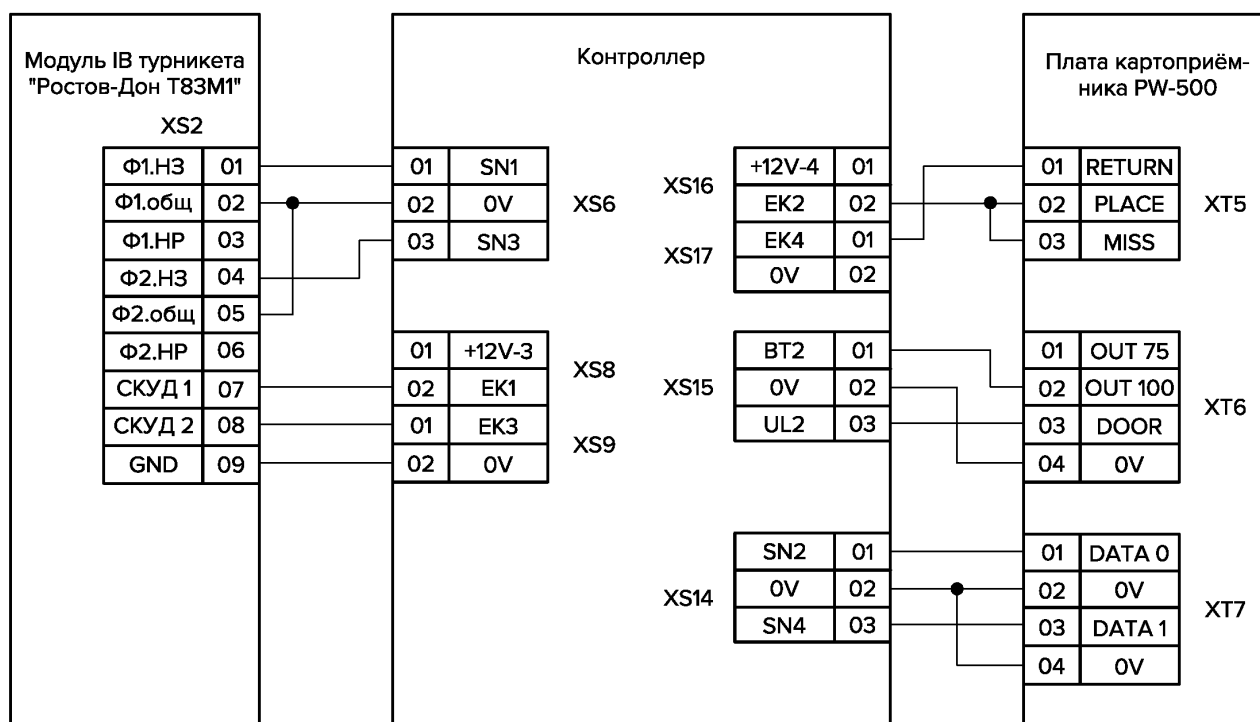 Модуль IB турникета
"Ростов-Дон Т83М1"
XS2
Ф1.НЗ 01
Ф1.общ 02
Ф1.НР 03
Ф2.НЗ 04
Ф2.общ 05
Ф2.НР 06
СКУД 1 07
СКУД 2 08
GND 09
Контроллер
01 SN1
02 0V
03 SN3
XS6
01 +12V-3
02 EK1
XS8
01 EK3
02 0V
XS9
XS16
+12V-4 01
EK2 02
XS17
EK4 01
0V 02
XS15
BT2 01
0V 02
UL2 03
XS14
SN2 01
0V 02
SN4 03
Плата картоприём-
ника PW-500
01 RETURN
02 PLACE
03 MISS
XT5
01 OUT 75
02 OUT 100
03 DOOR
04 0V
XT6
01 DATA 0
02 0V
03 DATA 1
04 0V
XT7